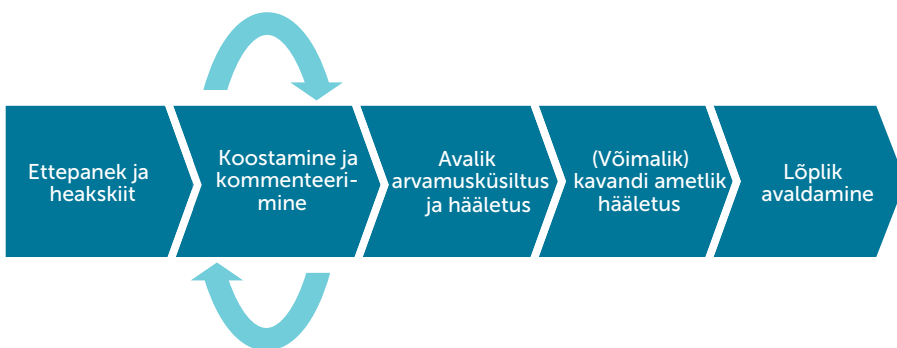 Ettepanek ja
heakskiit
Koostamine ja
kommenteeri-
mine
Avalik
arvamusküsiltus
ja hääletus
(Võimalik)
kavandi ametlik
hääletus
Lõplik
avaldamine